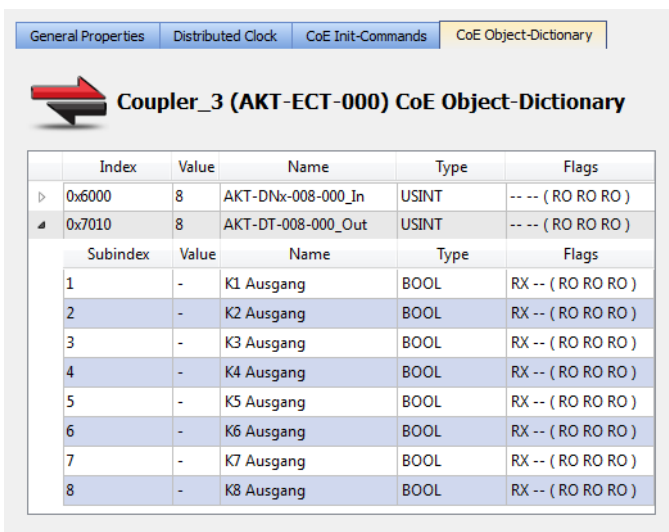 General Properties Distributed Clock CoE Init-Commands CoE Object-Dictionary
Coupler_3 (AKT-ECT-000) CoE Object-Dictionary
Index Value Name Type Flags
0x6000 8 AKT-DNx-008-000_In USINT -- -- ( RO RO RO )
0x7010 8 AKT-DT-008-000_Out USINT -- -- ( RO RO RO )
Subindex Value Name Type Flags
1 - K1 Ausgang BOOL RX -- ( RO RO RO )
2 - K2 Ausgang BOOL RX -- ( RO RO RO )
3 - K3 Ausgang BOOL RX -- ( RO RO RO )
4 - K4 Ausgang BOOL RX -- ( RO RO RO )
5 - K5 Ausgang BOOL RX -- ( RO RO RO )
6 - K6 Ausgang BOOL RX -- ( RO RO RO )
7 - K7 Ausgang BOOL RX -- ( RO RO RO )
8 - K8 Ausgang BOOL RX -- ( RO RO RO )